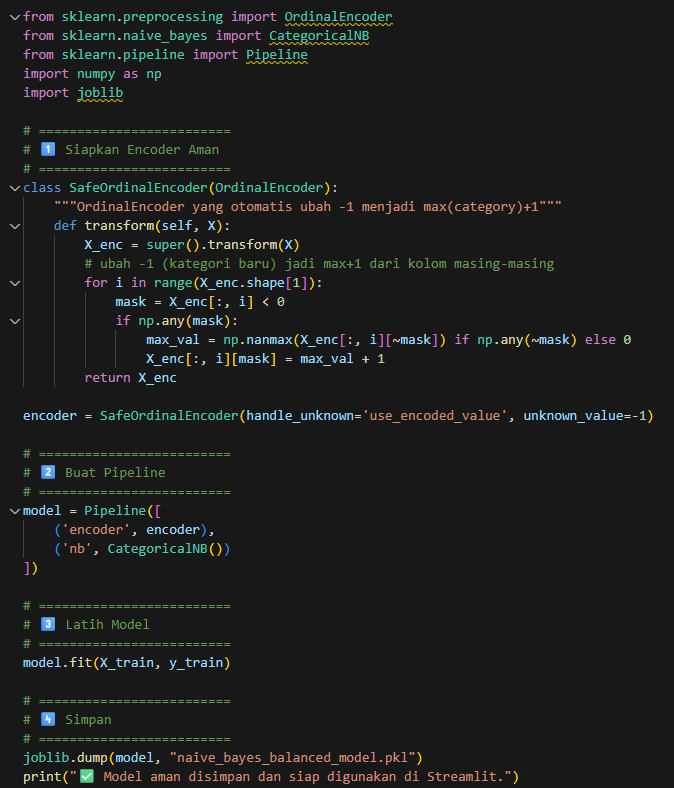 from sklearn.preprocessing import OrdinalEncoder
from sklearn.naive_bayes import CategoricalNB
from sklearn.pipeline import Pipeline
import numpy as np
import joblib

# =========================
# 1️⃣ Siapkan Encoder Aman
# =========================
class SafeOrdinalEncoder(OrdinalEncoder):
    """OrdinalEncoder yang otomatis ubah -1 menjadi max(category)+1"""
    def transform(self, X):
        X_enc = super().transform(X)
        # ubah -1 (kategori baru) jadi max+1 dari kolom masing-masing
        for i in range(X_enc.shape[1]):
            mask = X_enc[:, i] < 0
            if np.any(mask):
                max_val = np.nanmax(X_enc[:, i][~mask]) if np.any(~mask) else 0
                X_enc[:, i][mask] = max_val + 1
        return X_enc

encoder = SafeOrdinalEncoder(handle_unknown='use_encoded_value', unknown_value=-1)

# =========================
# 2️⃣ Buat Pipeline
# =========================
model = Pipeline([
    ('encoder', encoder),
    ('nb', CategoricalNB())
])

# =========================
# 3️⃣ Latih Model
# =========================
model.fit(X_train, y_train)

# =========================
# 4️⃣ Simpan
# =========================
joblib.dump(model, "naive_bayes_balanced_model.pkl")
print("✅ Model aman disimpan dan siap digunakan di Streamlit.")